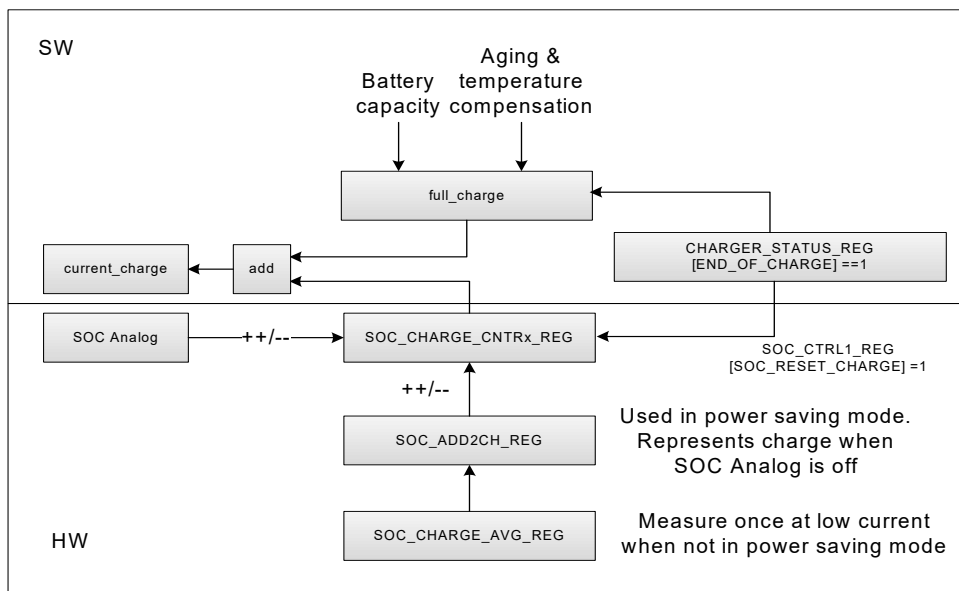 SW
Aging &
temperature
compensation
Battery
capacity
full_charge
CHARGER_STATUS_REG
[END_OF_CHARGE] ==1
current_charge
add
SOC Analog
++/--
SOC_CHARGE_CNTRx_REG
SOC_CTRL1_REG
[SOC_RESET_CHARGE] =1
++/--
SOC_ADD2CH_REG
Used in power saving mode.
Represents charge when
SOC Analog is off
SOC_CHARGE_AVG_REG
Measure once at low current
when not in power saving mode
HW